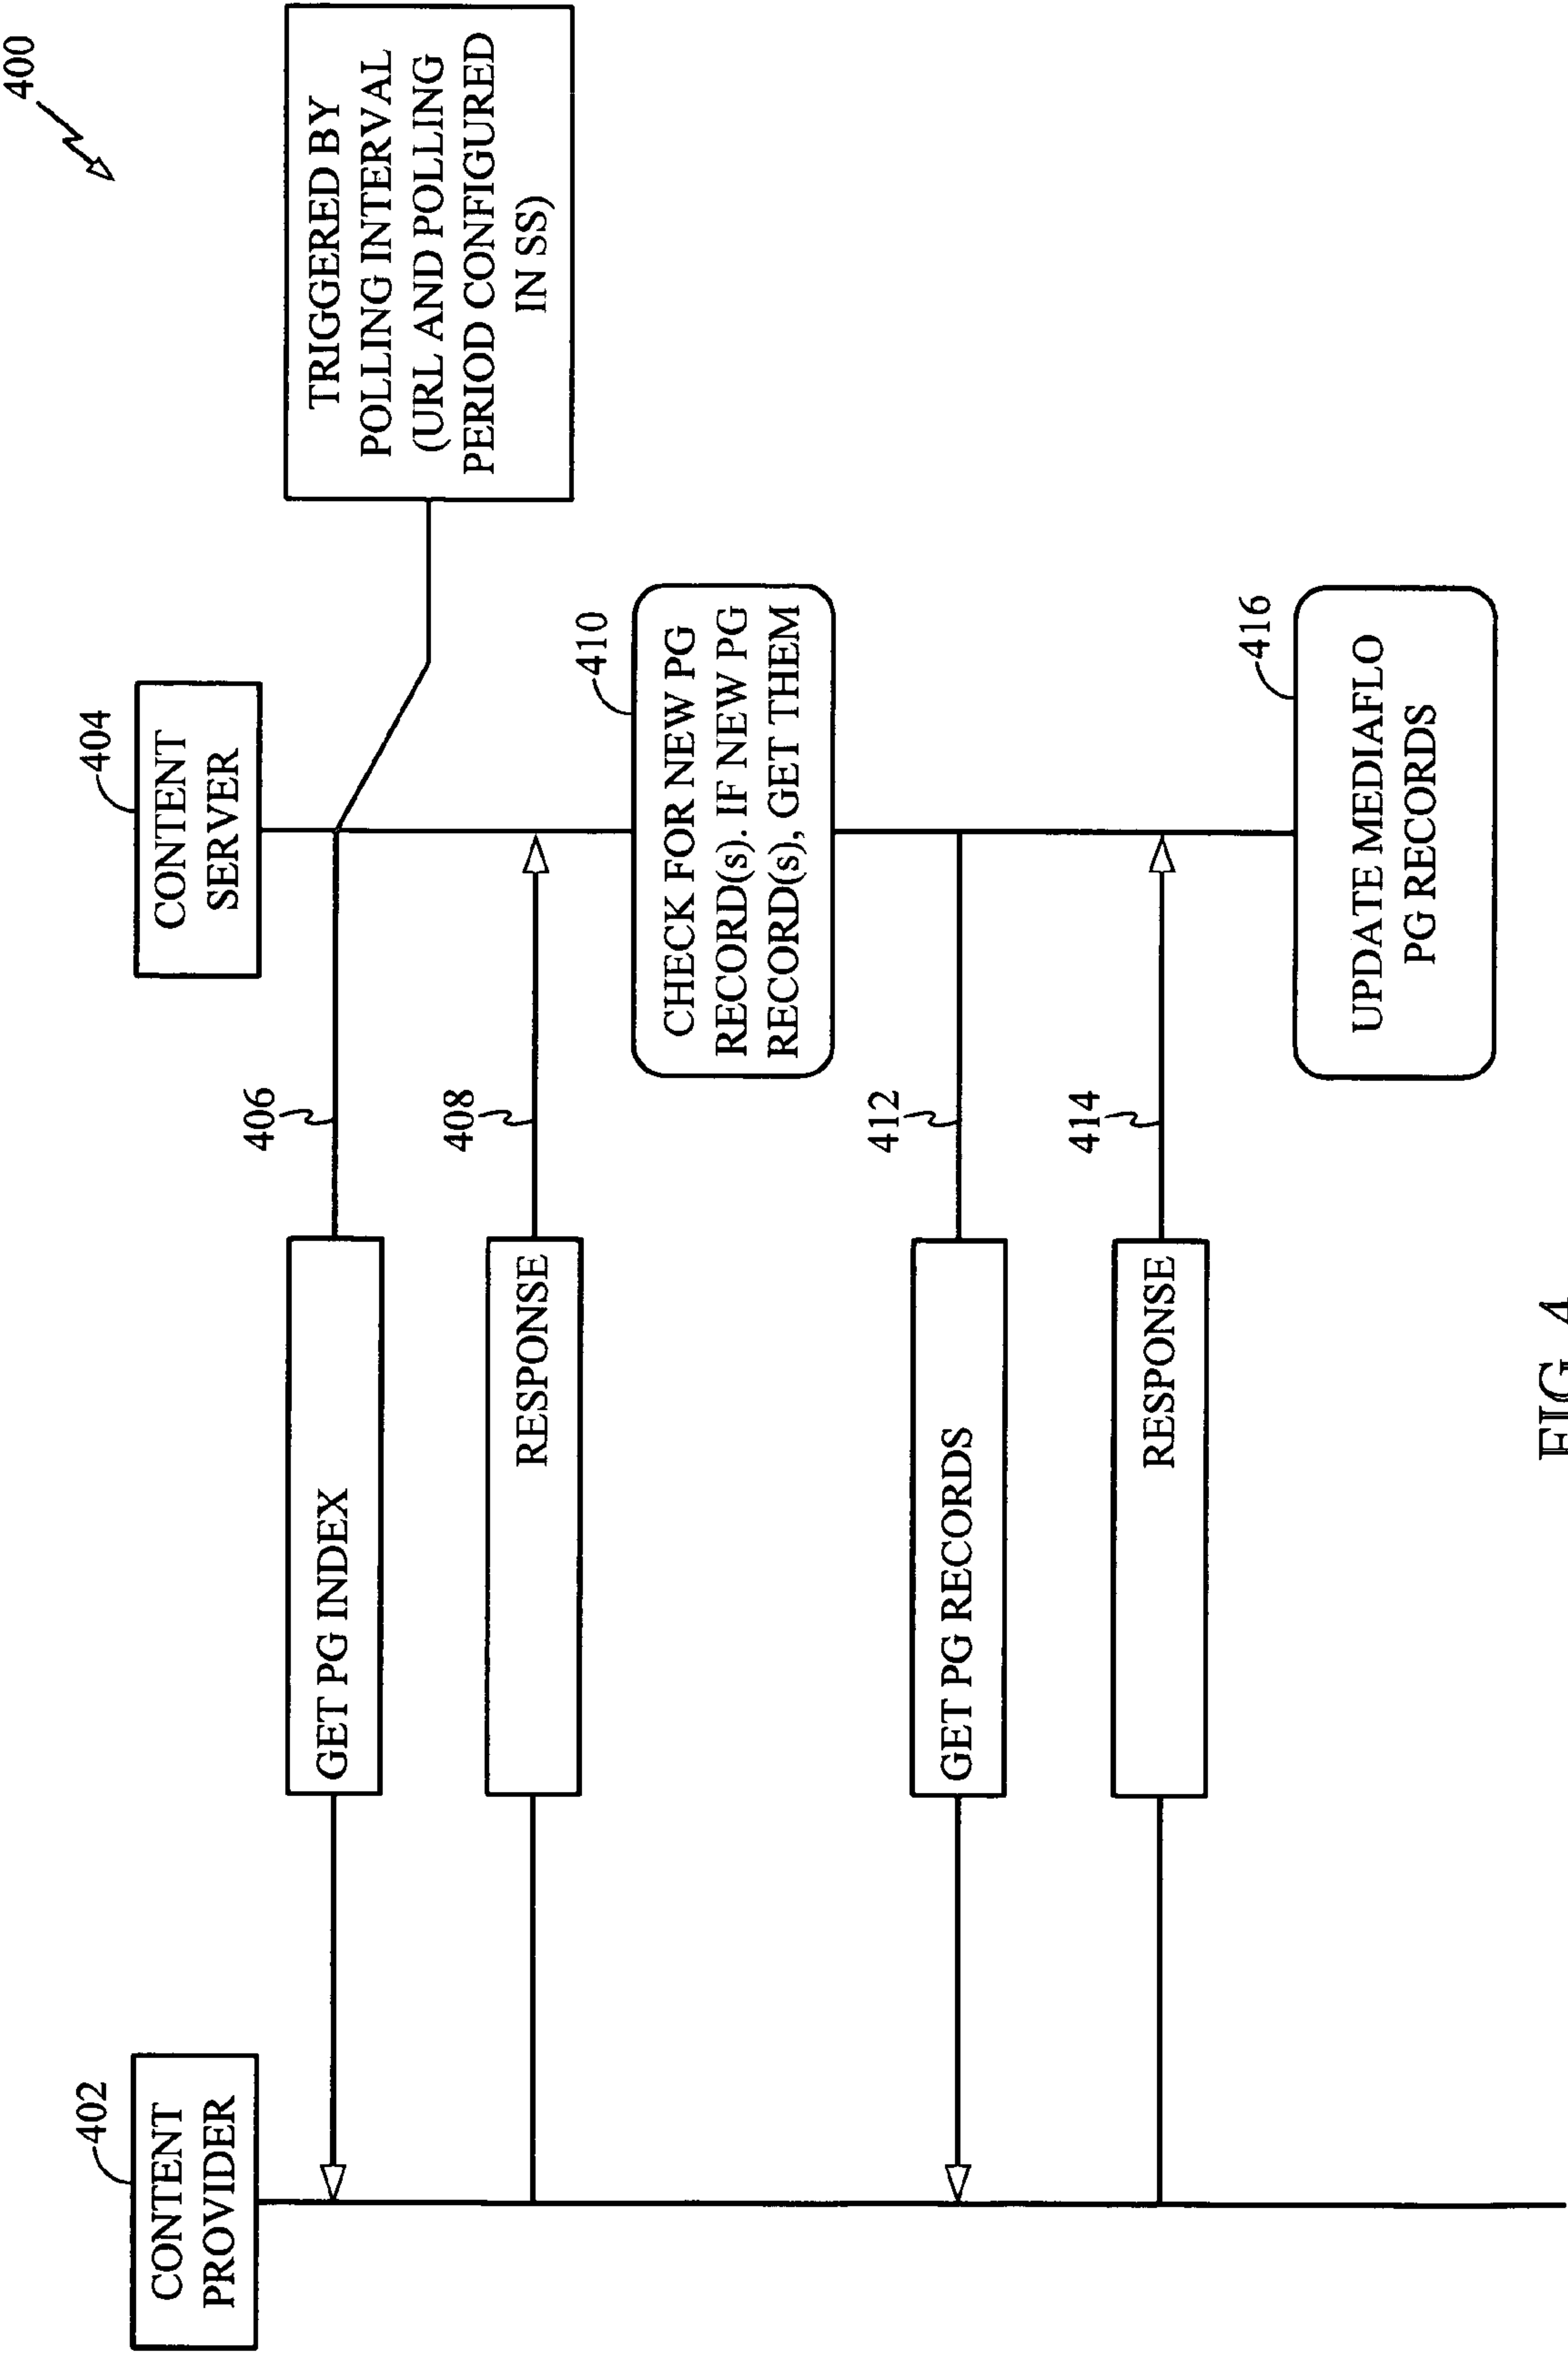 400
402
CONTENT
PROVIDER
404
CONTENT
SERVER
TRIGGERED BY
POLLING INTERVAL
(URL AND POLLING
PERIOD CONFIGURED
IN SS)
GET PG INDEX
406
RESPONSE
408
410
CHECK FOR NEW PG
RECORD(s). IF NEW PG
RECORD(s), GET THEM
GET PG RECORDS
412
RESPONSE
414
416
UPDATE MEDIAFLO
PG RECORDS
FIG. 4